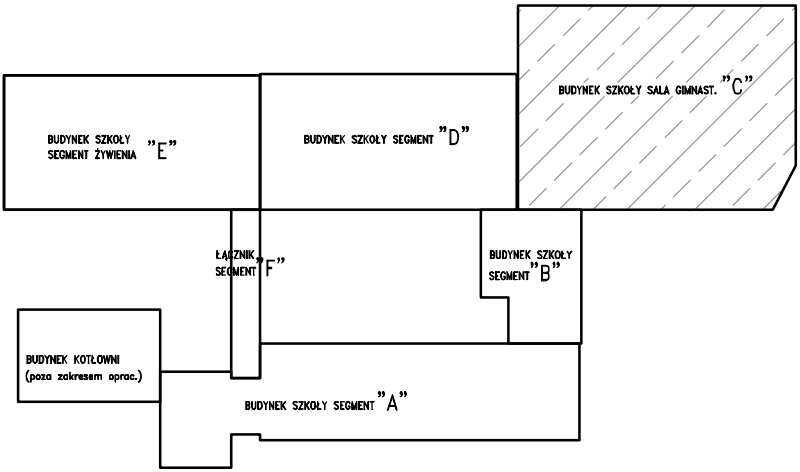 BUDYNEK SZKOŁY SALA GIMNAST. "C"
BUDYNEK SZKOŁY
SEGMENT ŻYWIENIA "E"
BUDYNEK SZKOŁY SEGMENT "D"
ŁĄCZNIK
SEGMENT "F"
BUDYNEK SZKOŁY
SEGMENT "B"
BUDYNEK KOTŁOWNI
(poza zakresem oprac.)
BUDYNEK SZKOŁY SEGMENT "A"